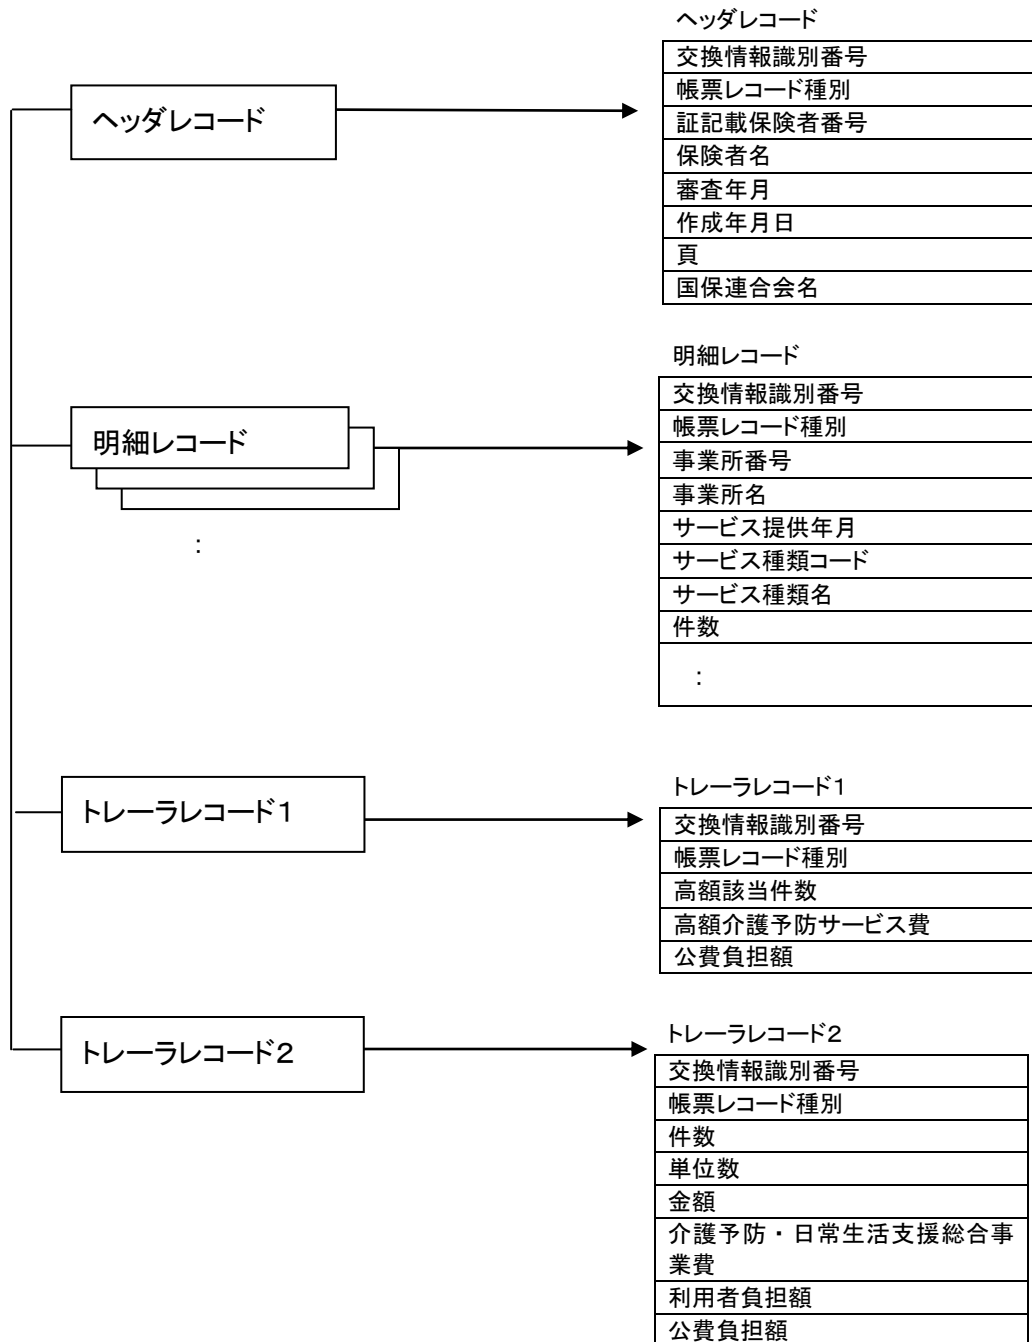 ヘッダレコード
ヘッダレコード
交換情報識別番号
帳票レコード種別
証記載保険者番号
保険者名
審査年月
作成年月日
頁
国保連合会名
明細レコード
明細レコード
交換情報識別番号
帳票レコード種別
事業所番号
事業所名
サービス提供年月
サービス種類コード
サービス種類名
件数
:
:
トレーラレコード1
トレーラレコード1
交換情報識別番号
帳票レコード種別
高額該当件数
高額介護予防サービス費
公費負担額
トレーラレコード2
トレーラレコード2
交換情報識別番号
帳票レコード種別
件数
単位数
金額
介護予防・日常生活支援総合事
業費
利用者負担額
公費負担額